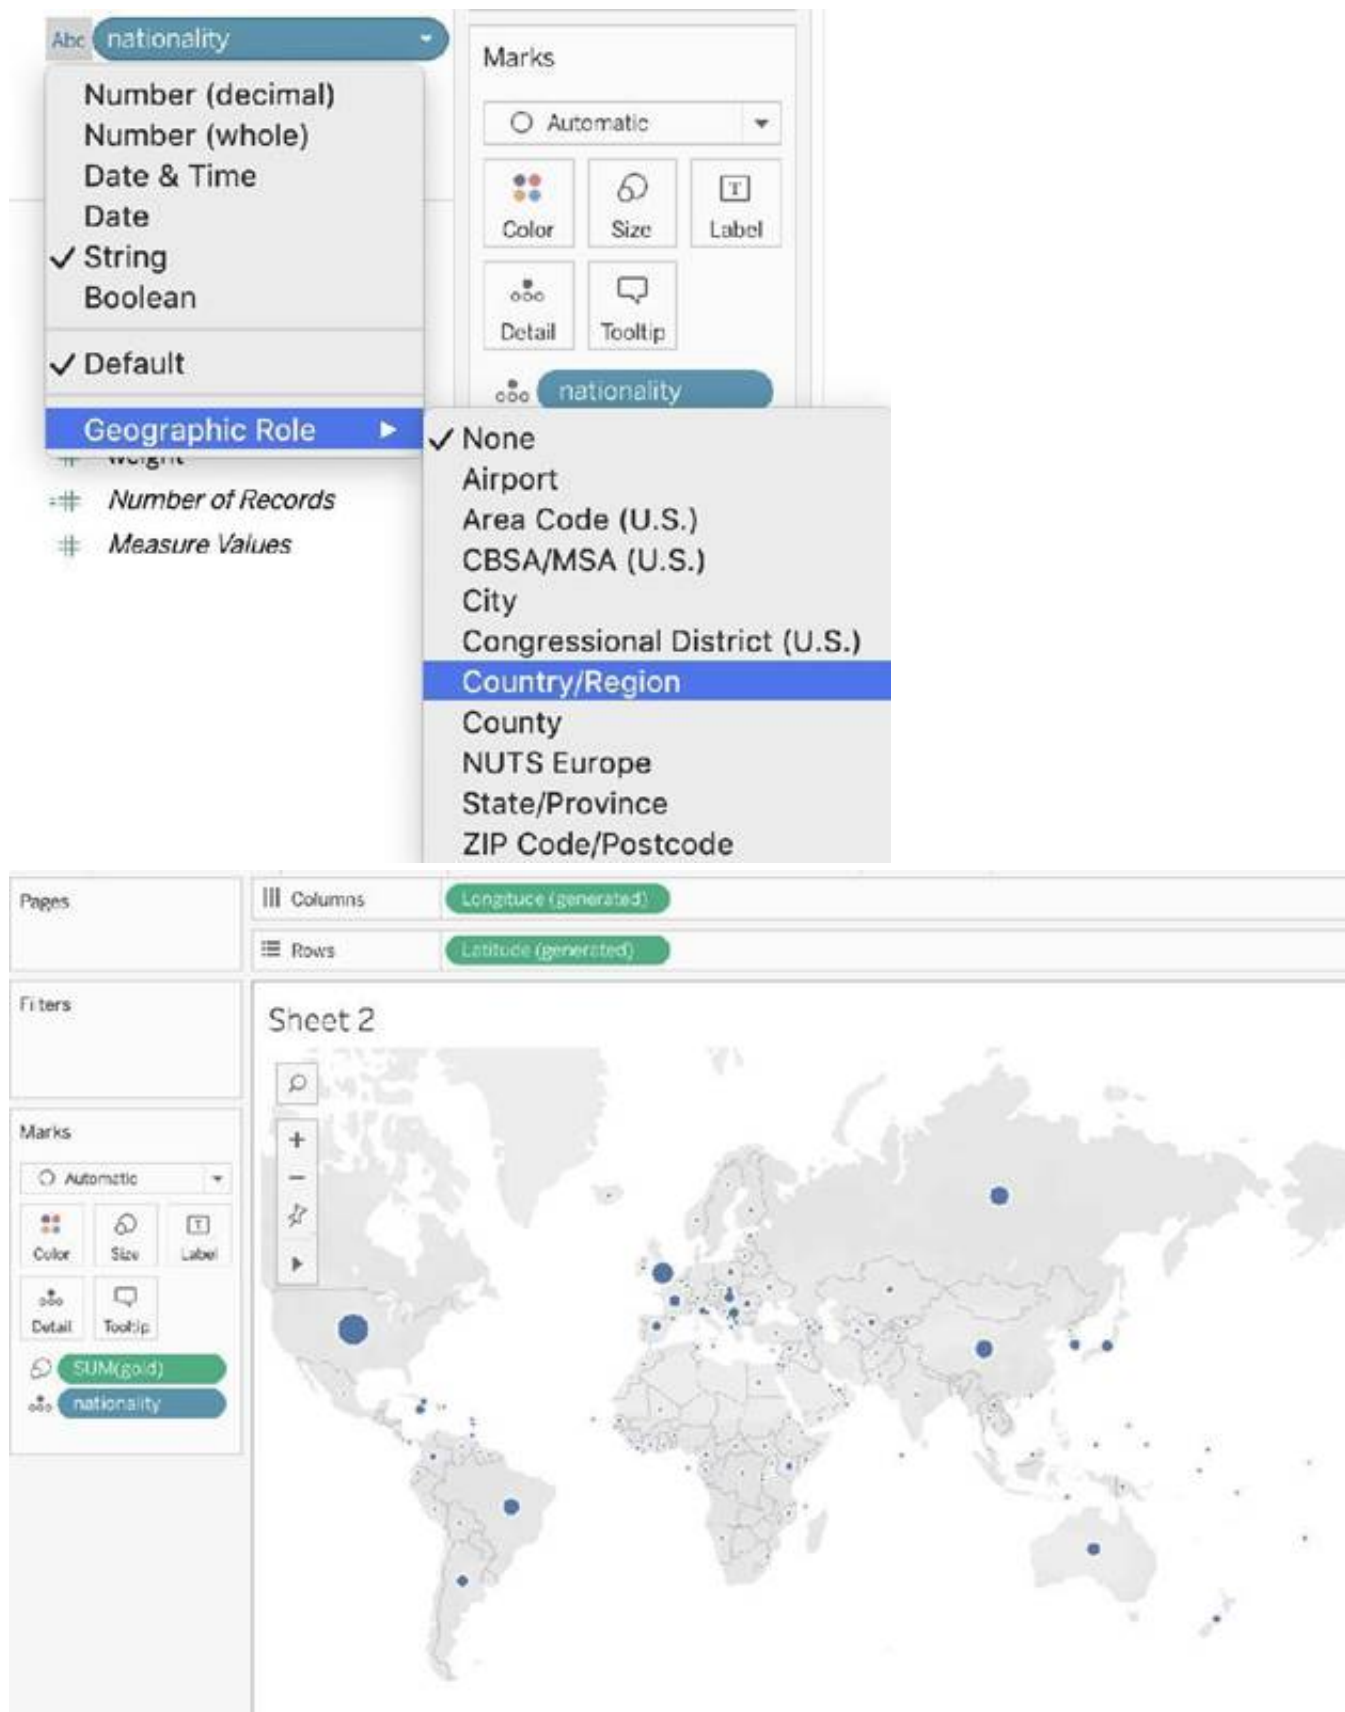 Abc nationality
Number (decimal)
Number (whole)
Date & Time
Date
✓ String
Boolean
✓ Default
Geographic Role
weight
Number of Records
Measure Values
Marks
Automatic
Color Size Label
Detail Tooltip
nationality
✓ None
Airport
Area Code (U.S.)
CBSA/MSA (U.S.)
City
Congressional District (U.S.)
Country/Region
County
NUTS Europe
State/Province
ZIP Code/Postcode
Pages
Columns Longitude (generated)
Rows Latitude (generated)
Filters
Marks
Automatic
Color Size Label
Detail Tooltip
SUM(gold)
nationality
Sheet 2